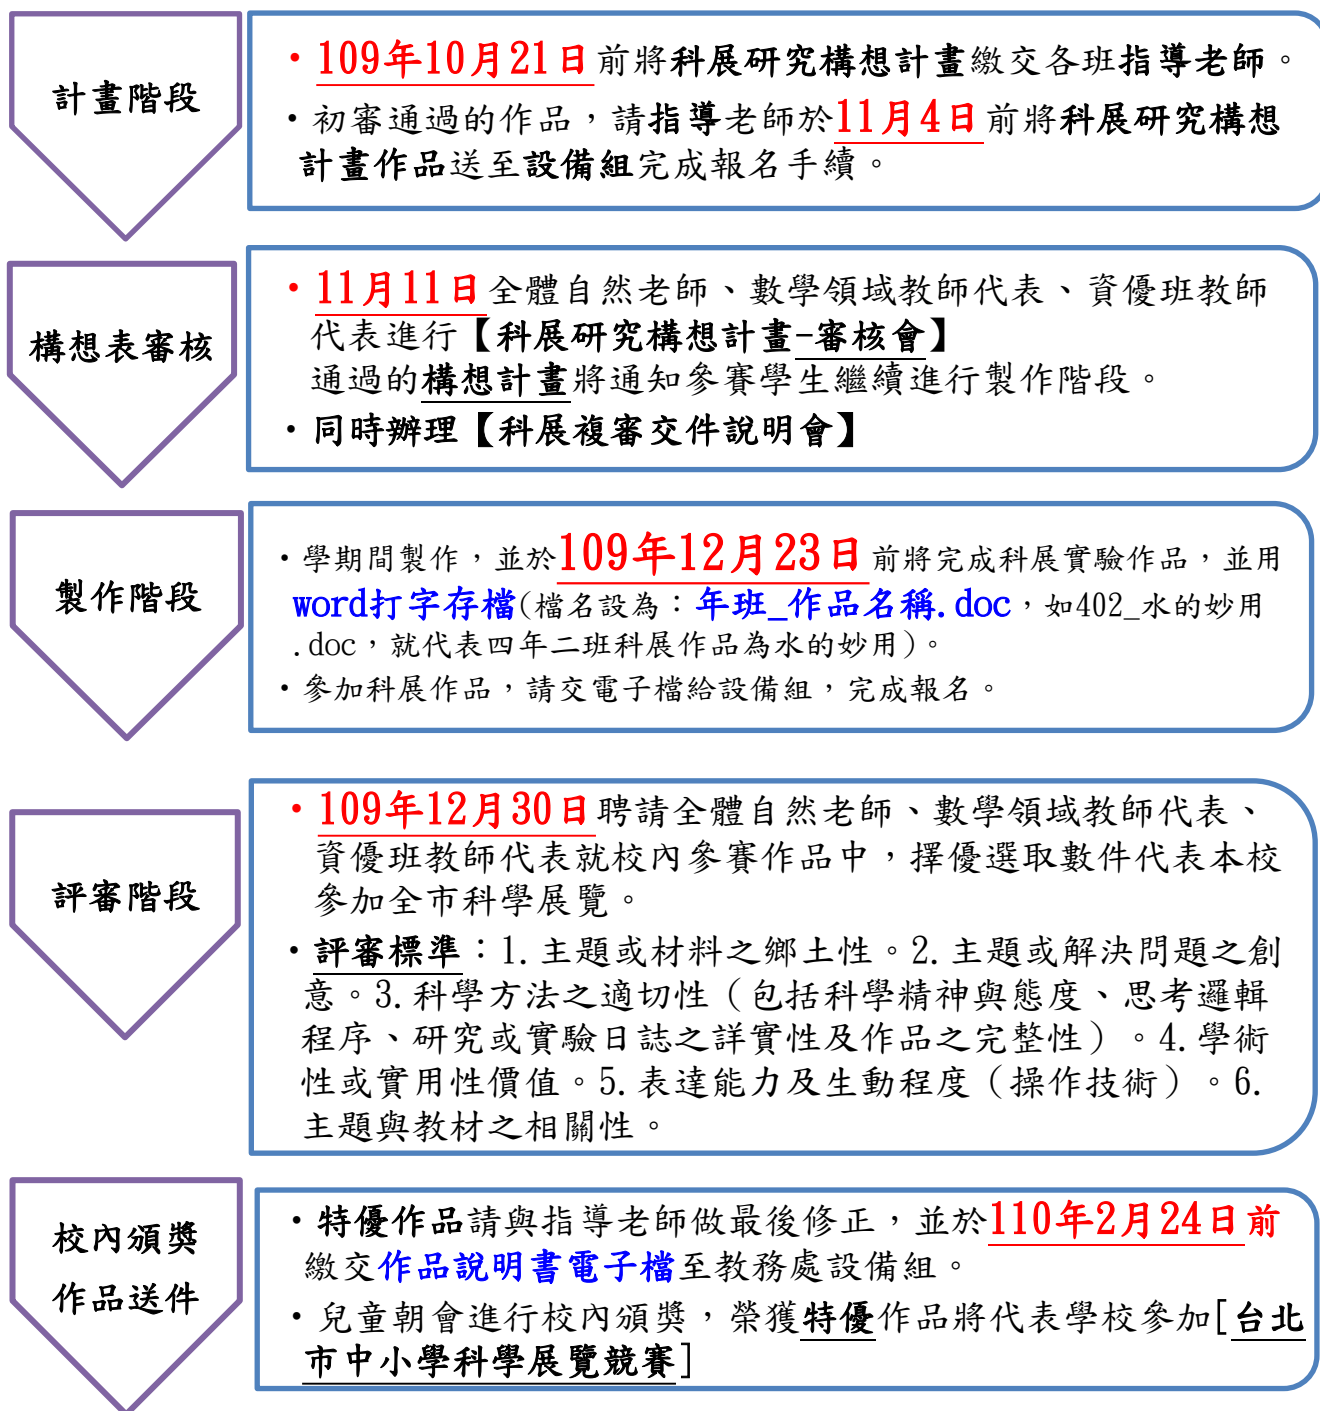 計畫階段
・109年10月21日前將科展研究構想計畫繳交各班指導老師。
・初審通過的作品，請指導老師於11月4日前將科展研究構想
計畫作品送至設備組完成報名手續。
構想表審核
・11月11日全體自然老師、數學領域教師代表、資優班教師
代表進行【科展研究構想計畫-審核會】
通過的構想計畫將通知參賽學生繼續進行製作階段。
・同時辦理【科展複審交件說明會】
製作階段
・學期間製作，並於109年12月23日前將完成科展實驗作品，並用
word打字存檔(檔名設為：年班_作品名稱.doc，如402_水的妙用
.doc，就代表四年二班科展作品為水的妙用)。
・參加科展作品，請交電子檔給設備組，完成報名。
評審階段
・109年12月30日聘請全體自然老師、數學領域教師代表、
資優班教師代表就校內參賽作品中，擇優選取數件代表本校
參加全市科學展覽。
・評審標準：1.主題或材料之鄉土性。2.主題或解決問題之創
意。3.科學方法之適切性（包括科學精神與態度、思考邏輯
程序、研究或實驗日誌之詳實性及作品之完整性）。4.學術
性或實用性價值。5.表達能力及生動程度（操作技術）。6.
主題與教材之相關性。
校內頒獎
作品送件
・特優作品請與指導老師做最後修正，並於110年2月24日前
繳交作品說明書電子檔至教務處設備組。
・兒童朝會進行校內頒獎，榮獲特優作品將代表學校參加[台北
市中小學科學展覽競賽]